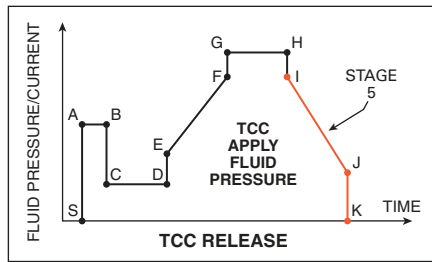 FLUID PRESSURE/CURRENT
G
H
F
I
STAGE
5
A
B
TCC
APPLY
FLUID
PRESSURE
E
C
D
J
S
K
TIME
TCC RELEASE